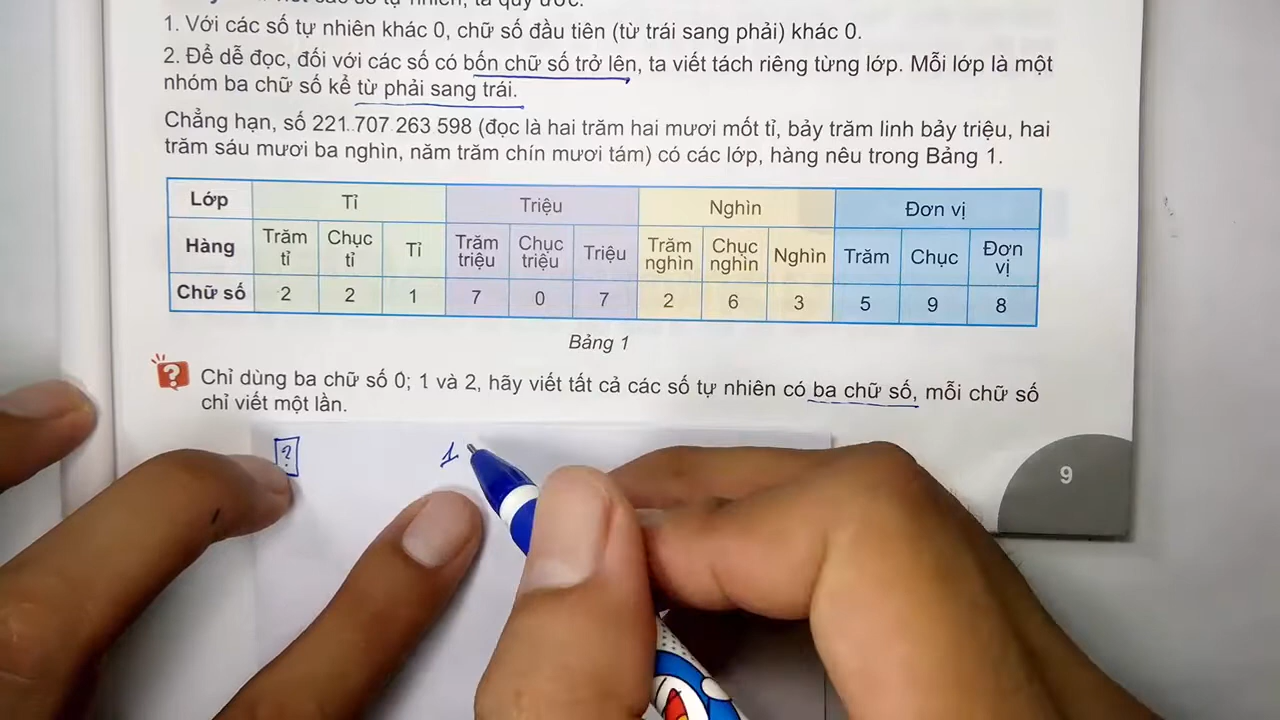 1. Với các số tự nhiên khác 0, chữ số đầu tiên (từ trái sang phải) khác 0.
2. Để dễ đọc, đối với các số có bốn chữ số trở lên, ta viết tách riêng từng lớp. Mỗi lớp là một
nhóm ba chữ số kể từ phải sang trái.
Chẳng hạn, số 221 707 263 598 (đọc là hai trăm hai mươi mốt tỉ, bảy trăm linh bảy triệu, hai
trăm sáu mươi ba nghìn, năm trăm chín mươi tám) có các lớp, hàng nêu trong Bảng 1.
Lớp Tỉ Triệu Nghìn Đơn vị
Hàng Trăm tỉ Chục tỉ Tỉ Trăm triệu Chục triệu Triệu Trăm nghìn Chục nghìn Nghìn Trăm Chục Đơn vị
Chữ số 2 2 1 7 0 7 2 6 3 5 9 8
Bảng 1
? Chỉ dùng ba chữ số 0; 1 và 2, hãy viết tất cả các số tự nhiên có ba chữ số, mỗi chữ số
chỉ viết một lần.
? 1
9